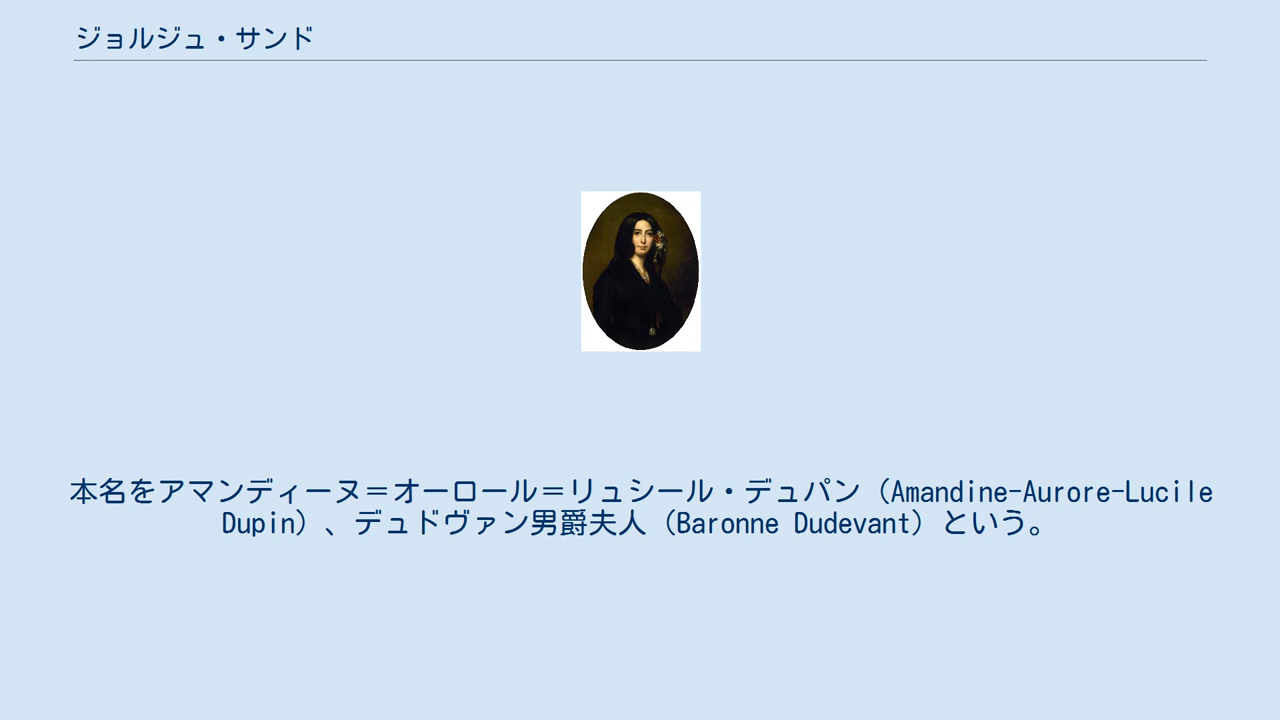 ジョルジュ・サンド
本名をアマンディーヌ＝オーロール＝リュシール・デュパン（Amandine-Aurore-Lucile
Dupin）、デュドヴァン男爵夫人（Baronne Dudevant）という。